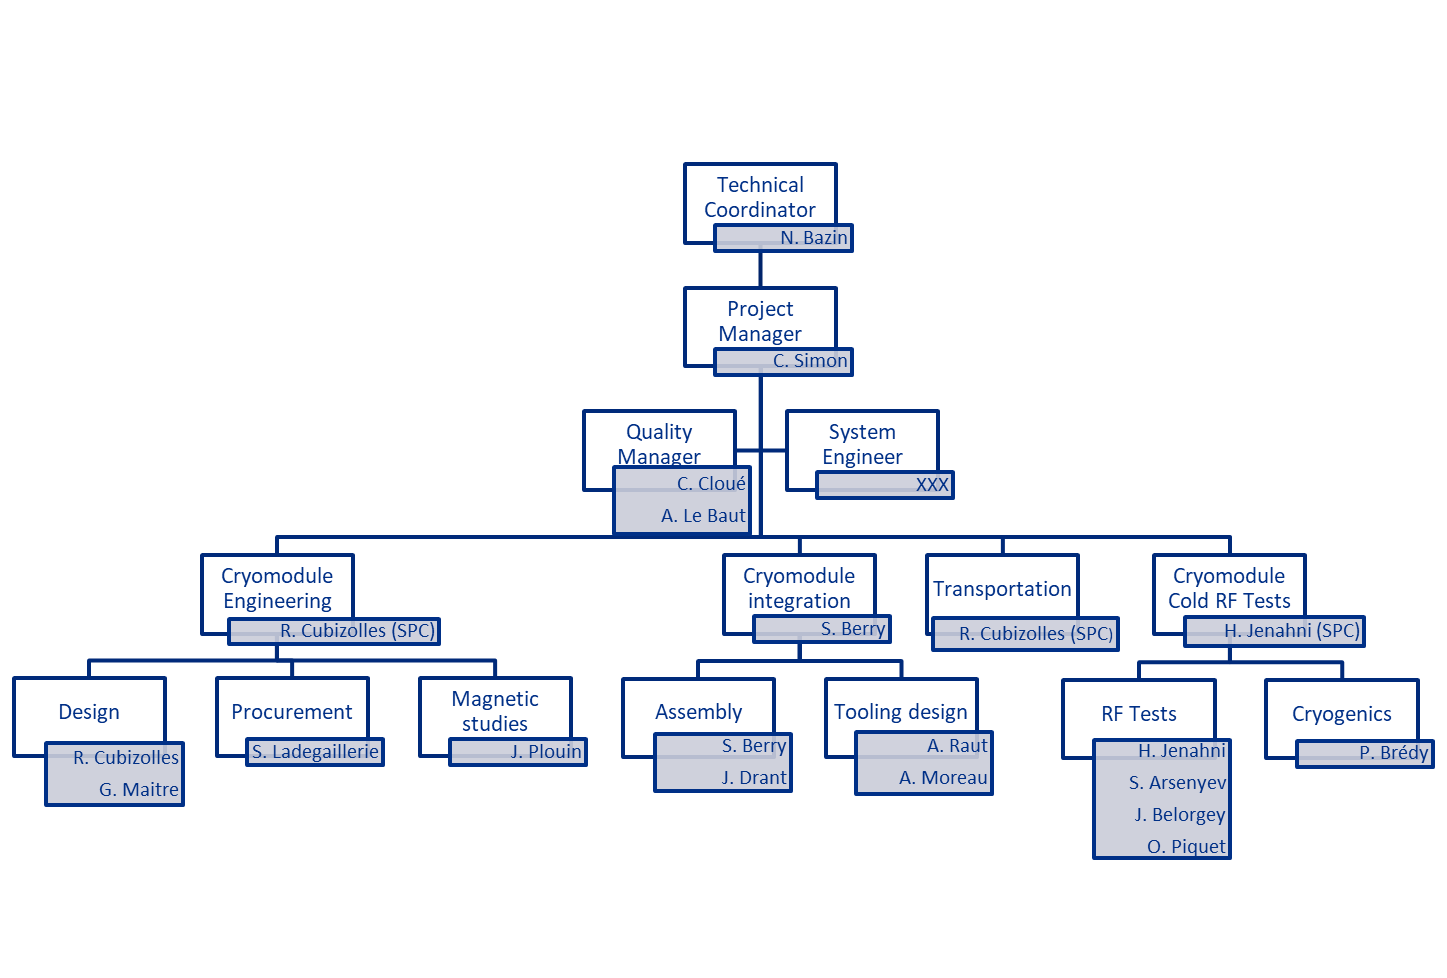 Technical
Coordinator
N. Bazin
Project
Manager
C. Simon
Quality
Manager
C. Cloué
A. Le Baut
System
Engineer
XXX
Cryomodule
Engineering
R. Cubizolles (SPC)
Cryomodule
integration
S. Berry
Transportation
R. Cubizolles (SPC)
Cryomodule
Cold RF Tests
H. Jenahni (SPC)
Design
R. Cubizolles
G. Maitre
Procurement
S. Ladegaillerie
Magnetic
studies
J. Plouin
Assembly
S. Berry
J. Drant
Tooling design
A. Raut
A. Moreau
RF Tests
H. Jenahni
S. Arsenyev
J. Belorgey
O. Piquet
Cryogenics
P. Brédy